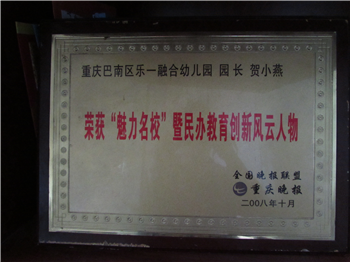 重庆巴南区乐一融合幼儿园 园长 贺小燕
荣获“魅力名校”暨民办教育创新风云人物
全国晚报联盟
重庆晚报
二00八年十月